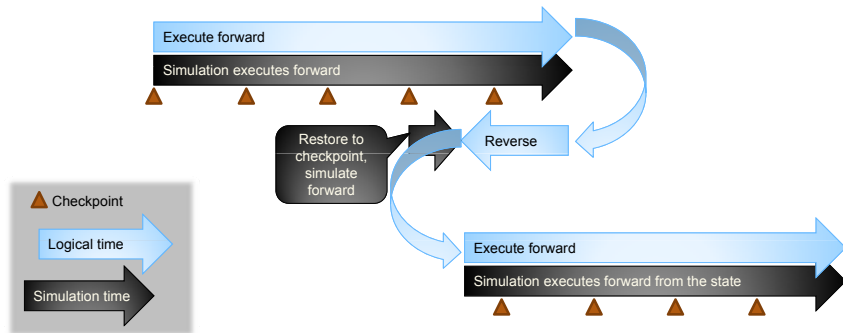 Execute forward
Simulation executes forward
Restore to
checkpoint,
simulate
forward
Reverse
Checkpoint
Logical time
Simulation time
Execute forward
Simulation executes forward from the state